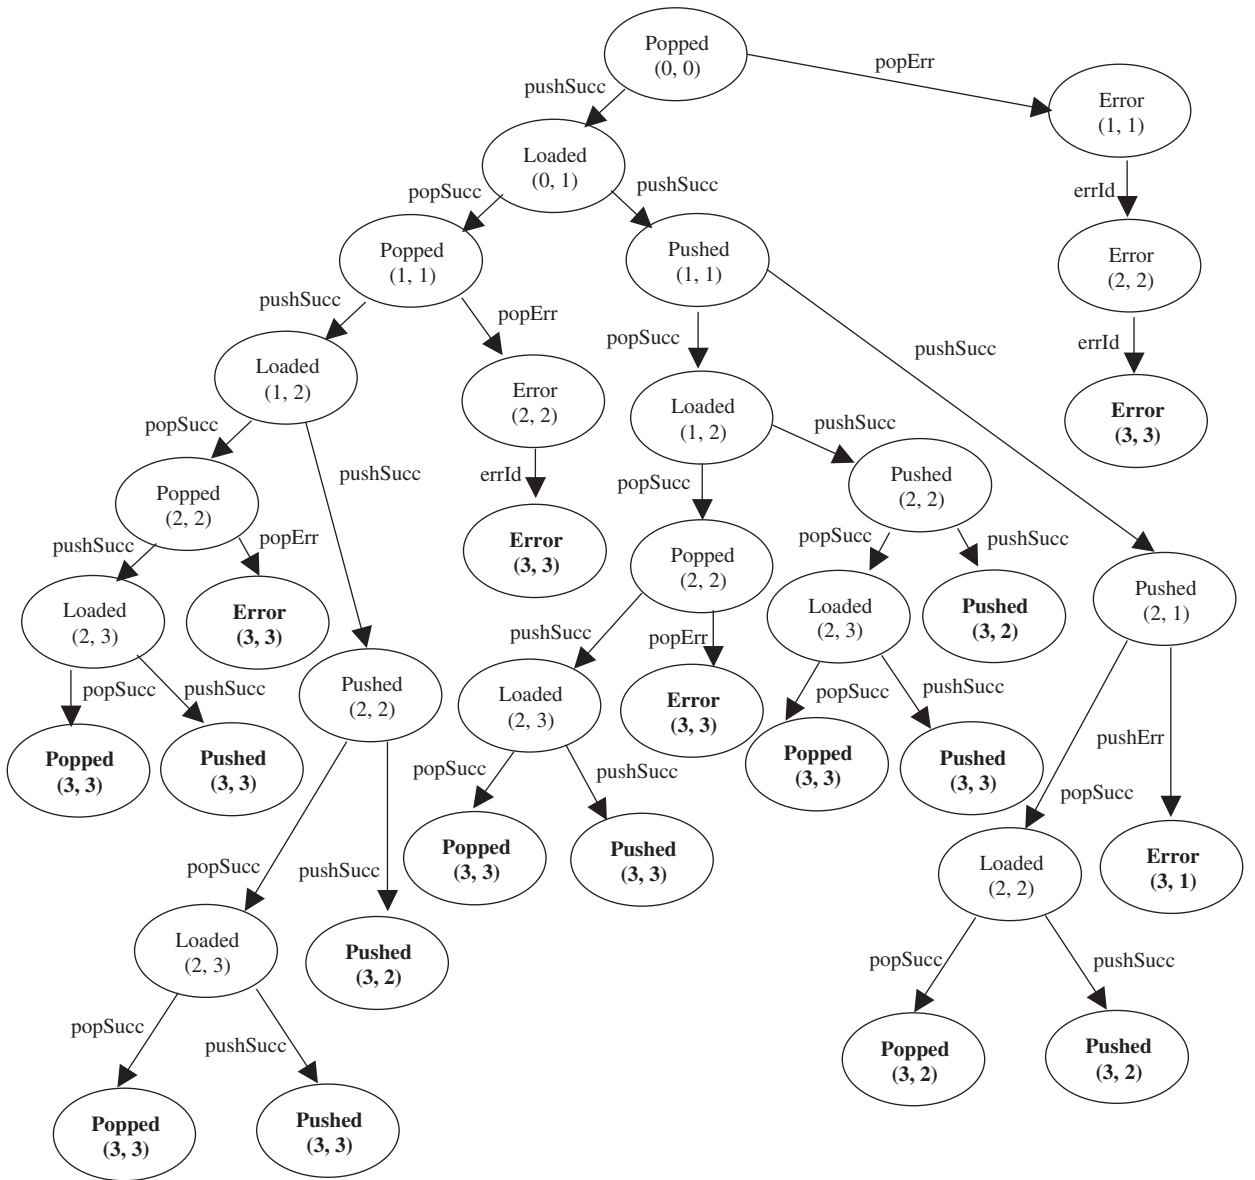 Popped
(0, 0)
popErr
pushSucc
Error
(1, 1)
Loaded
(0, 1)
popSucc
pushSucc
errId
Popped
(1, 1)
Pushed
(1, 1)
Error
(2, 2)
pushSucc
popErr
popSucc
pushSucc
errId
Loaded
(1, 2)
Error
(2, 2)
Loaded
(1, 2)
Error
(3, 3)
popSucc
pushSucc
pushSucc
errId
popSucc
Pushed
(2, 2)
Popped
(2, 2)
pushSucc
popErr
Error
(3, 3)
Popped
(2, 2)
popSucc
pushSucc
Loaded
(2, 3)
Error
(3, 3)
Loaded
(2, 3)
Pushed
(3, 2)
Pushed
(2, 1)
pushSucc
popErr
popSucc
pushSucc
Pushed
(2, 2)
Loaded
(2, 3)
Error
(3, 3)
popSucc
pushSucc
Popped
(3, 3)
Pushed
(3, 3)
Popped
(3, 3)
Pushed
(3, 3)
pushErr
popSucc
popSucc
pushSucc
Popped
(3, 3)
Pushed
(3, 3)
Loaded
(2, 2)
Error
(3, 1)
popSucc
pushSucc
Loaded
(2, 3)
Pushed
(3, 2)
popSucc
pushSucc
popSucc
pushSucc
Popped
(3, 2)
Pushed
(3, 2)
Popped
(3, 3)
Pushed
(3, 3)